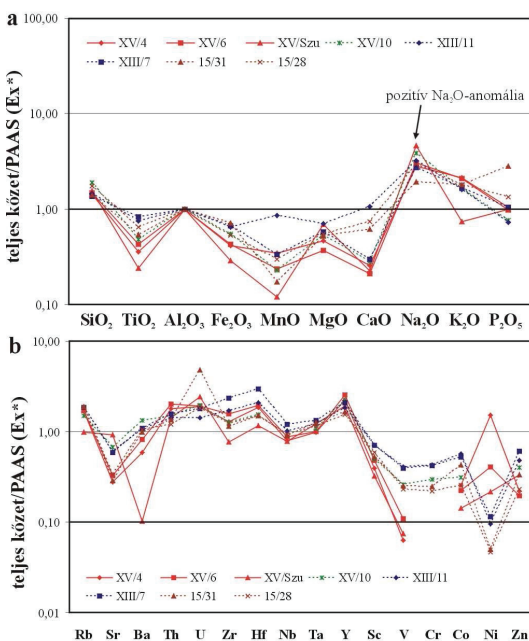 a
teljes kőzet/PAAS (Ex*)
100,00
10,00
1,00
0,10
XV/4 XV/6 XV/Szu XV/10 XIII/11
XIII/7 15/31 15/28
pozitív Na₂O-anomália
SiO₂ TiO₂ Al₂O₃ Fe₂O₃ MnO MgO CaO Na₂O K₂O P₂O₅
b
teljes kőzet/PAAS (Ex*)
10,00
1,00
0,10
0,01
XV/4 XV/6 XV/Szu XV/10 XIII/11
XIII/7 15/31 15/28
Rb Sr Ba Th U Zr Hf Nb Ta Y Sc V Cr Co Ni Zn